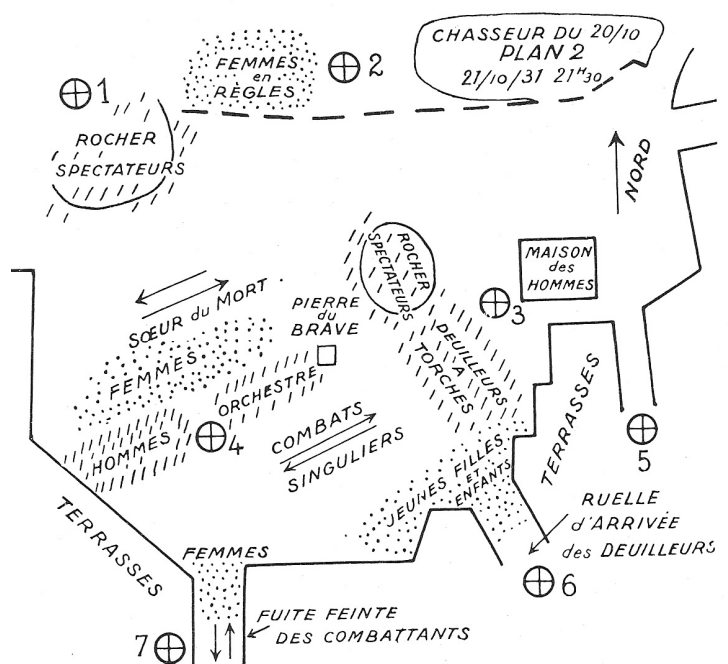 CHASSEUR DU 20/10
PLAN 2
21/10/31 21H30
1
FEMMES
en
RÈGLES
2
ROCHER
SPECTATEURS
NORD
ROCHER
SPECTATEURS
MAISON
des
HOMMES
3
SŒUR du MORT
PIERRE
du
BRAVE
FEMMES
ORCHESTRE
DEUILLEURS
A
TORCHES
HOMMES
4
COMBATS
SINGULIERS
TERRASSES
5
JEUNES FILLES
ET
ENFANTS
TERRASSES
RUELLE
d'ARRIVÉE
des DEUILLEURS
6
FEMMES
FUITE FEINTE
DES COMBATTANTS
7